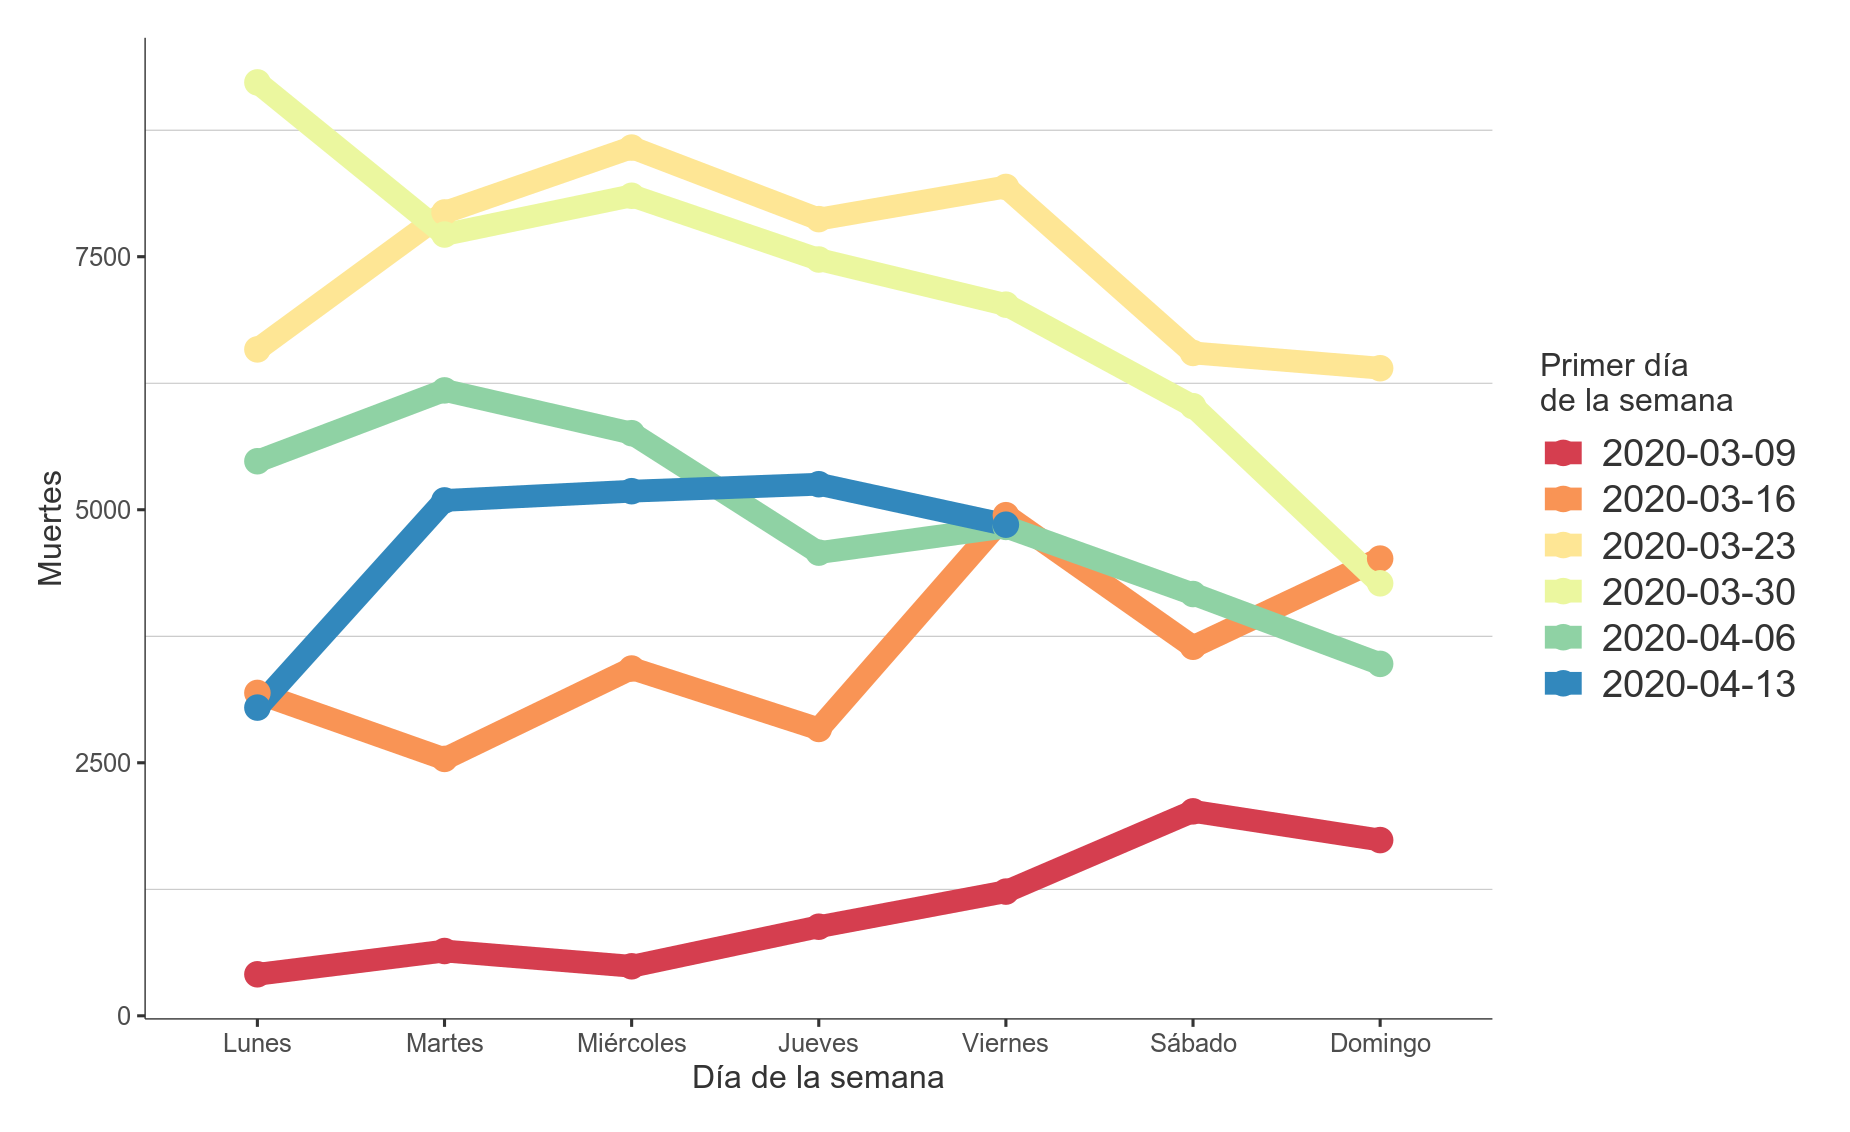 Muertes
7500
5000
2500
0
Lunes Martes Miércoles Jueves Viernes Sábado Domingo
Día de la semana
Primer día
de la semana
2020-03-09
2020-03-16
2020-03-23
2020-03-30
2020-04-06
2020-04-13